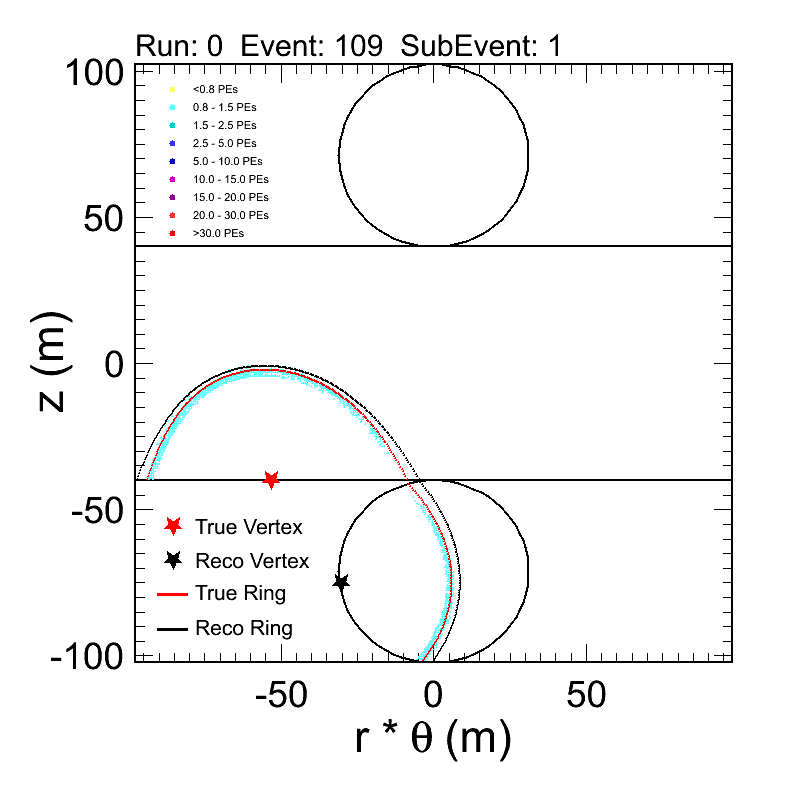 Run: 0 Event: 109 SubEvent: 1
100
<0.8 PEs
0.8 - 1.5 PEs
1.5 - 2.5 PEs
2.5 - 5.0 PEs
5.0 - 10.0 PEs
10.0 - 15.0 PEs
15.0 - 20.0 PEs
20.0 - 30.0 PEs
>30.0 PEs
50
0
z (m)
-50
True Vertex
Reco Vertex
True Ring
Reco Ring
-100
-50 0 50
r * θ (m)